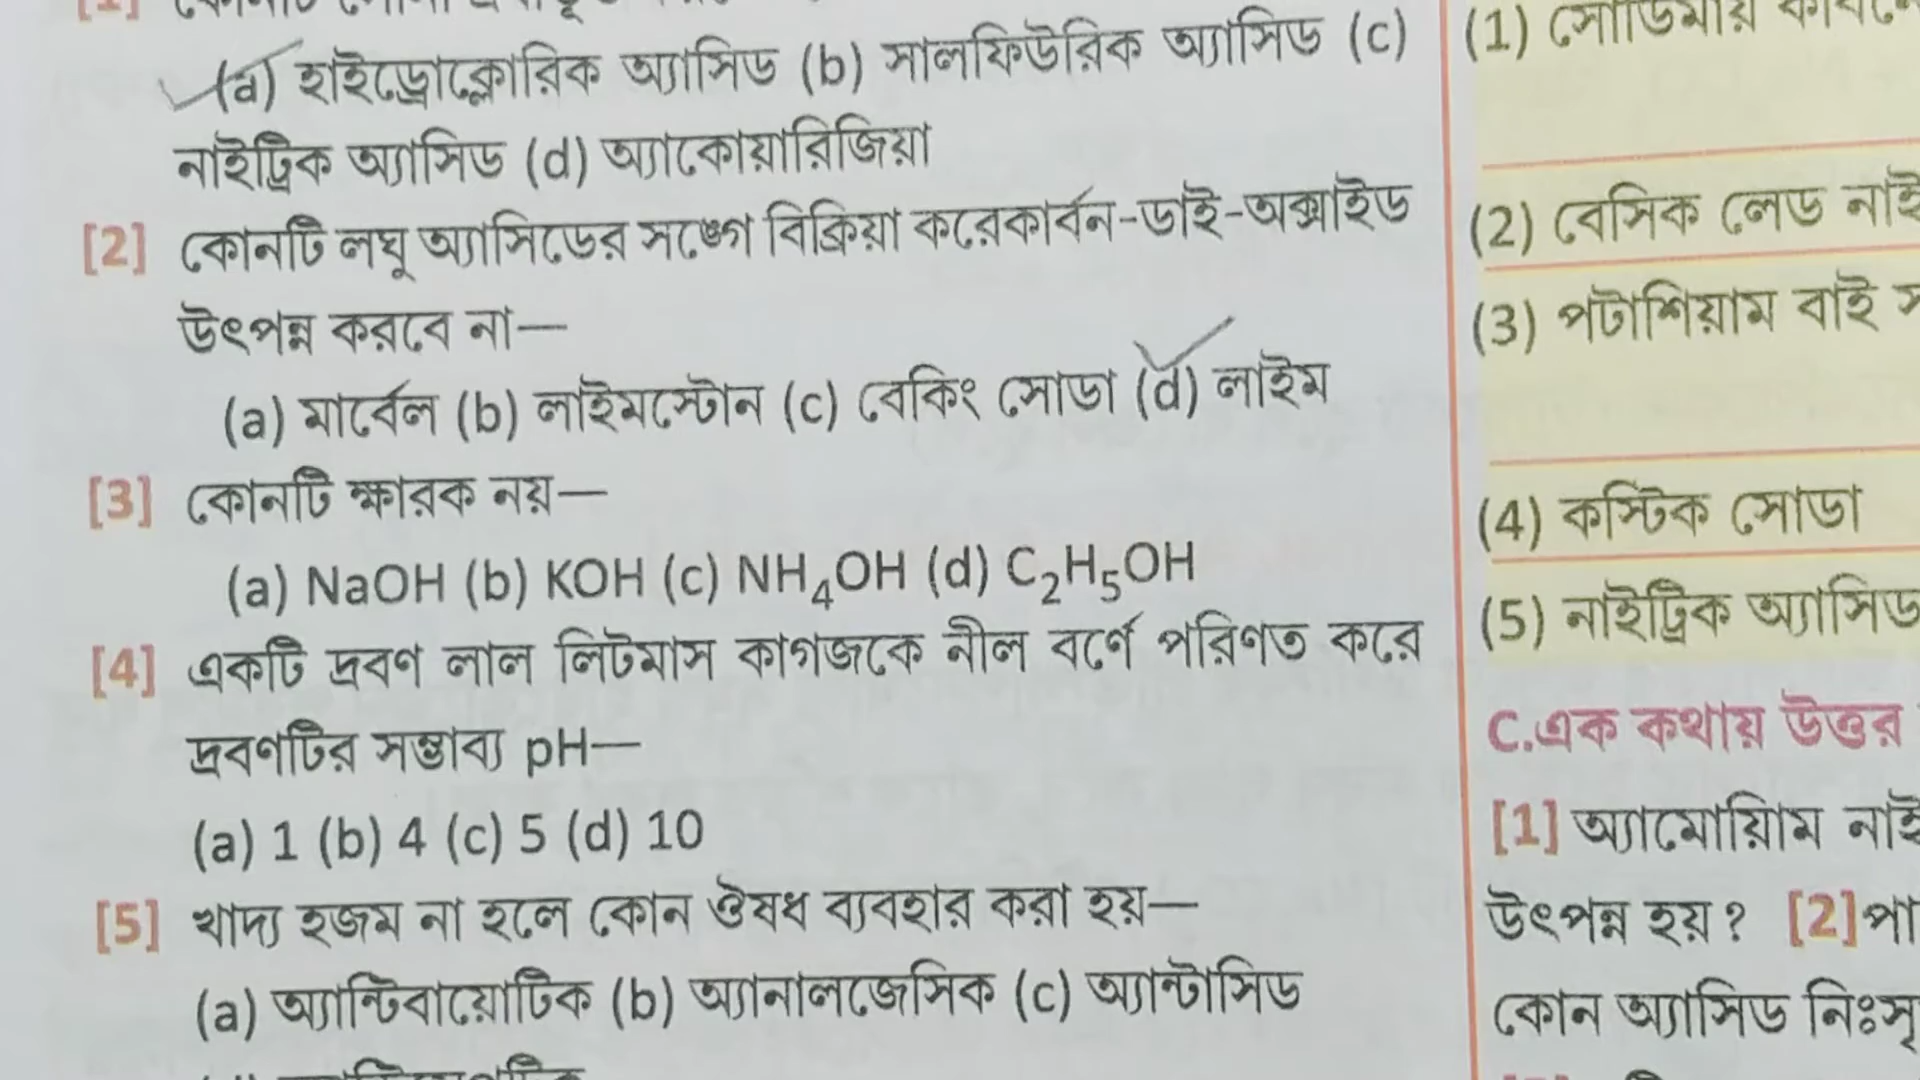 (a) হাইড্রোক্লোরিক অ্যাসিড (b) সালফিউরিক অ্যাসিড (c)
নাইট্রিক অ্যাসিড (d) অ্যাকোয়ারিজিয়া
[2] কোনটি লঘু অ্যাসিডের সঙ্গে বিক্রিয়া করেকার্বন-ডাই-অক্সাইড
উৎপন্ন করবে না—
(a) মার্বেল (b) লাইমস্টোন (c) বেকিং সোডা (d) লাইম
[3] কোনটি ক্ষারক নয়—
(a) NaOH (b) KOH (c) NH₄OH (d) C₂H₅OH
[4] একটি দ্রবণ লাল লিটমাস কাগজকে নীল বর্ণে পরিণত করে
দ্রবণটির সম্ভাব্য pH—
(a) 1 (b) 4 (c) 5 (d) 10
[5] খাদ্য হজম না হলে কোন ঔষধ ব্যবহার করা হয়—
(a) অ্যান্টিবায়োটিক (b) অ্যানালজেসিক (c) অ্যান্টাসিড
(1) সোডিয়াম
(2) বেসিক লেড
(3) পটাশিয়াম বাই
(4) কস্টিক সোডা
(5) নাইট্রিক অ্যাসিড
C.এক কথায় উত্তর
[1] অ্যামোয়িাম
উৎপন্ন হয়? [2]
কোন অ্যাসিড